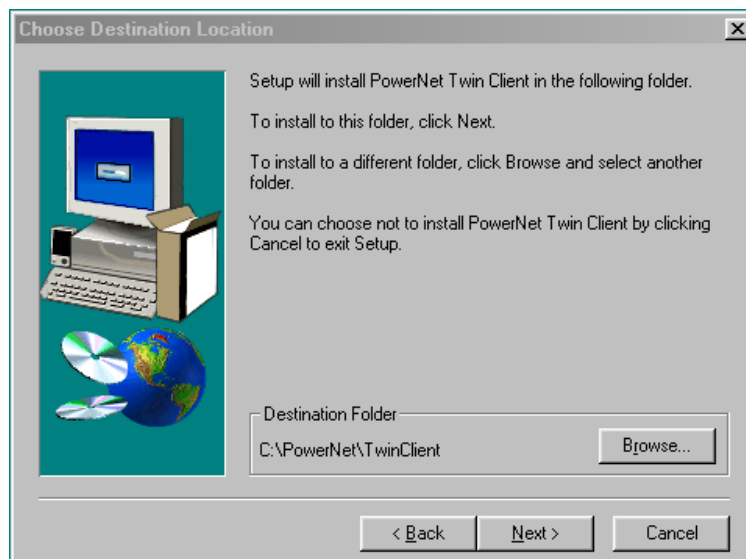 Choose Destination Location
Setup will install PowerNet Twin Client in the following folder.
To install to this folder, click Next.
To install to a different folder, click Browse and select another
folder.
You can choose not to install PowerNet Twin Client by clicking
Cancel to exit Setup.
Destination Folder
C:\PowerNet\TwinClient
Browse...
< Back
Next >
Cancel